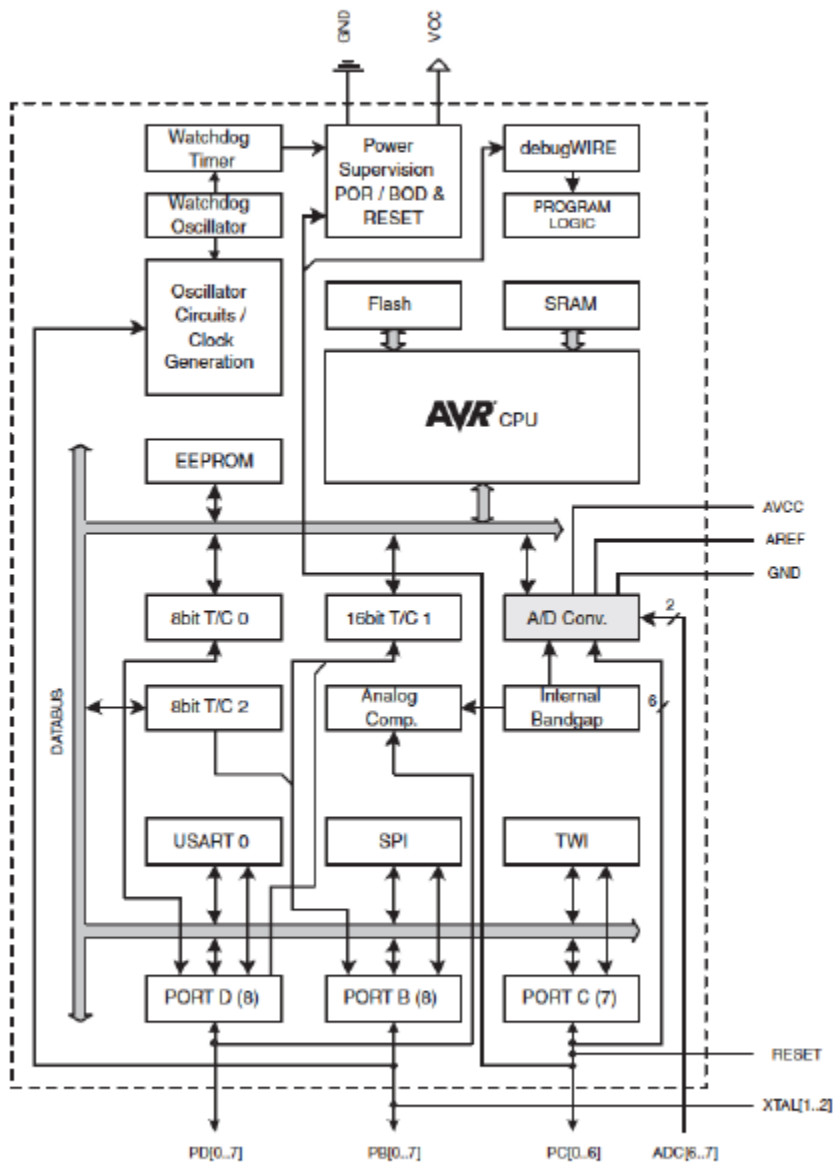 GND
VCC
Watchdog
Timer
Power
Supervision
POR / BOD &
RESET
debugWIRE
Watchdog
Oscillator
PROGRAM
LOGIC
Oscillator
Circuits /
Clock
Generation
Flash
SRAM
AVR CPU
EEPROM
AVCC
AREF
GND
8bit T/C 0
16bit T/C 1
A/D Conv.
2
DATABUS
8bit T/C 2
Analog
Comp.
Internal
Bandgap
6
USART 0
SPI
TWI
PORT D (8)
PORT B (8)
PORT C (7)
RESET
XTAL[1..2]
PD[0..7]
PB[0..7]
PC[0..6]
ADC[6..7]